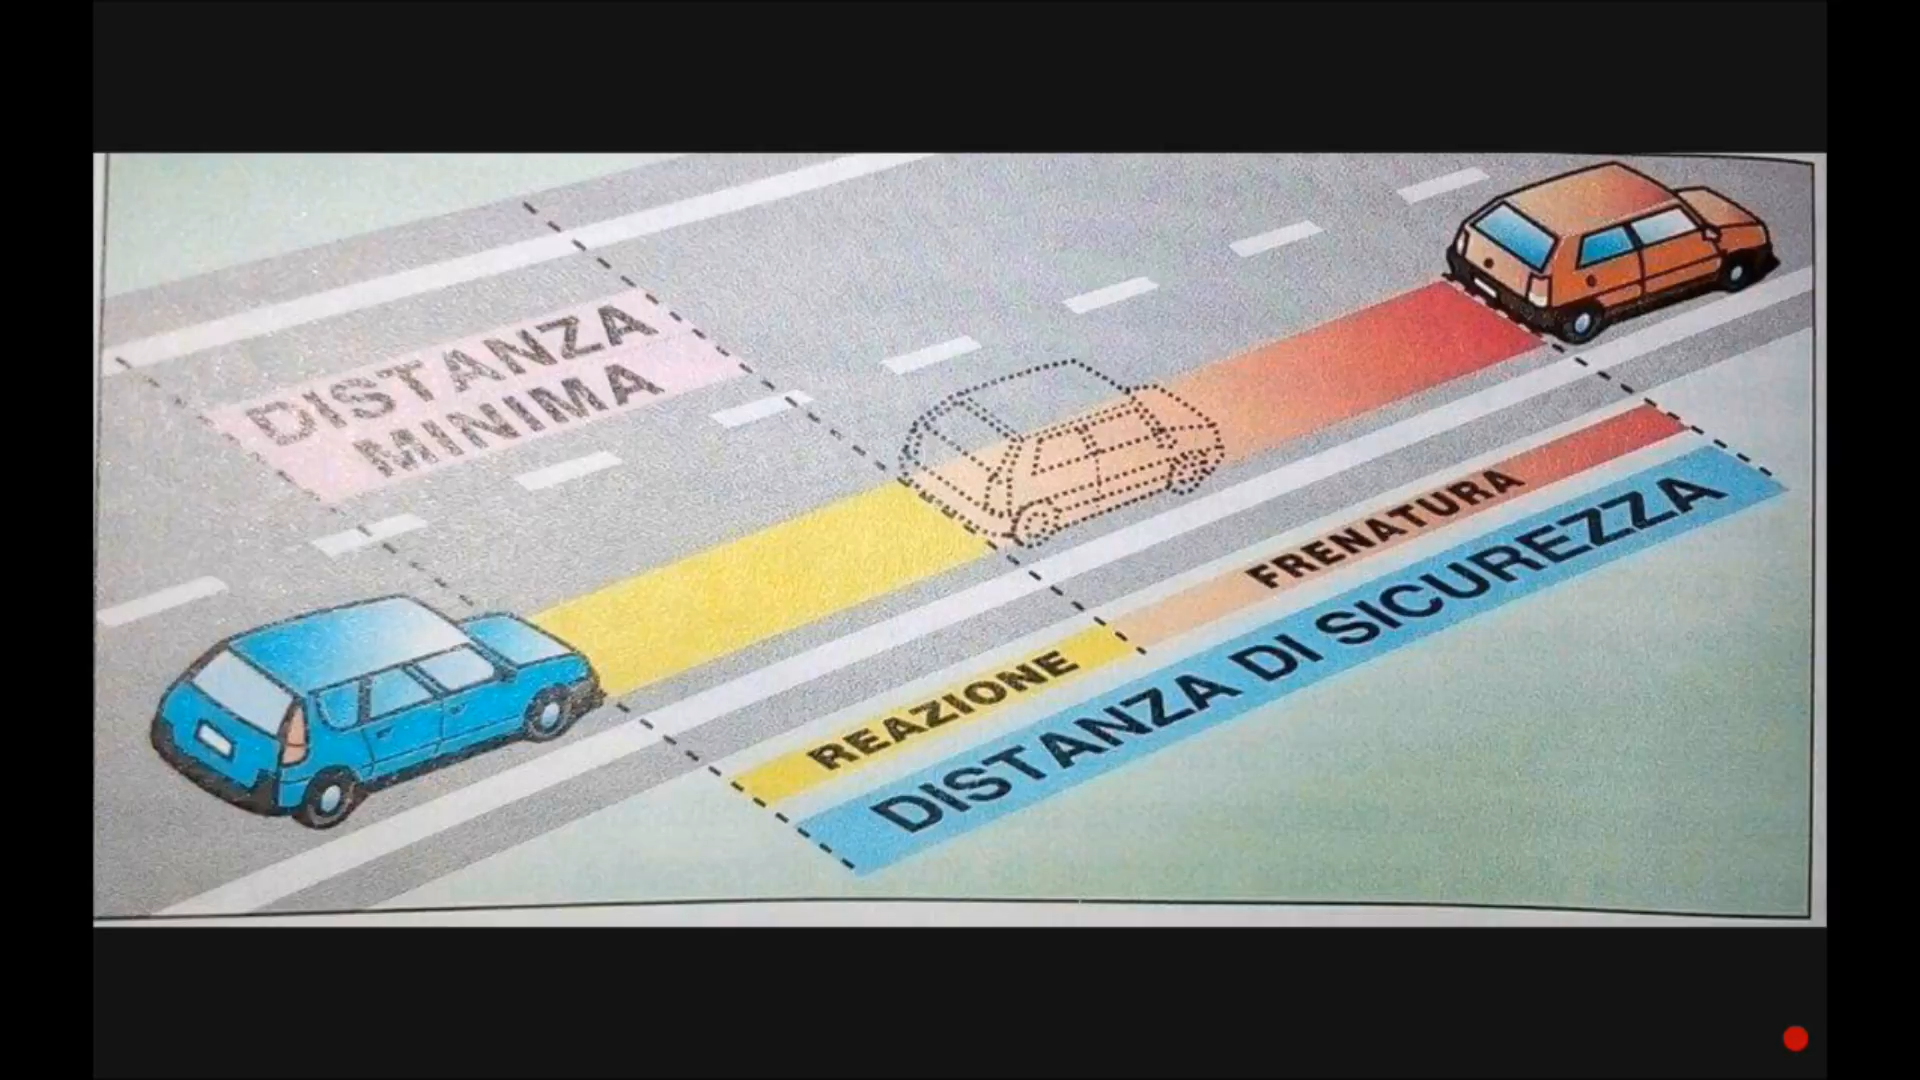 DISTANZA
MINIMA
FRENATURA
REAZIONE
DISTANZA DI SICUREZZA